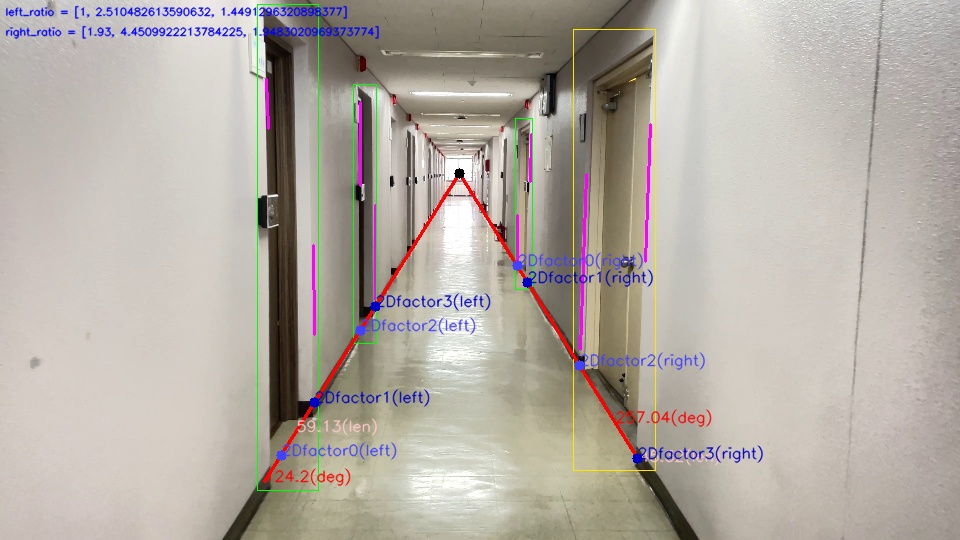 left_ratio = [1, 2.510482613590632, 1.4491296320898377]
right_ratio = [1.93, 4.4509922213784225, 1.9483020969373774]
2Dfactor0(right)
2Dfactor1(right)
2Dfactor3(left)
2Dfactor2(left)
2Dfactor2(right)
2Dfactor1(left)
59.13(len)
257.04(deg)
2Dfactor0(left)
2Dfactor3(right)
24.2(deg)